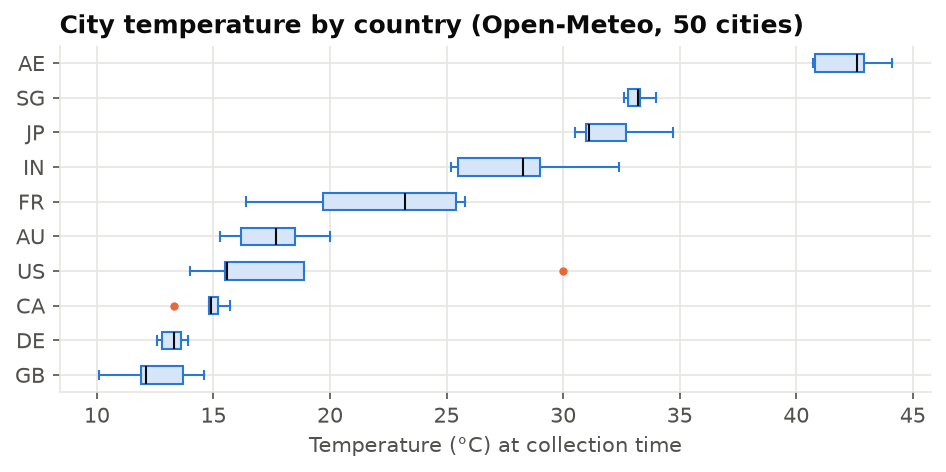 City temperature by country (Open-Meteo, 50 cities)
AE
SG
JP
IN
FR
AU
US
CA
DE
GB
10 15 20 25 30 35 40 45
Temperature (°C) at collection time